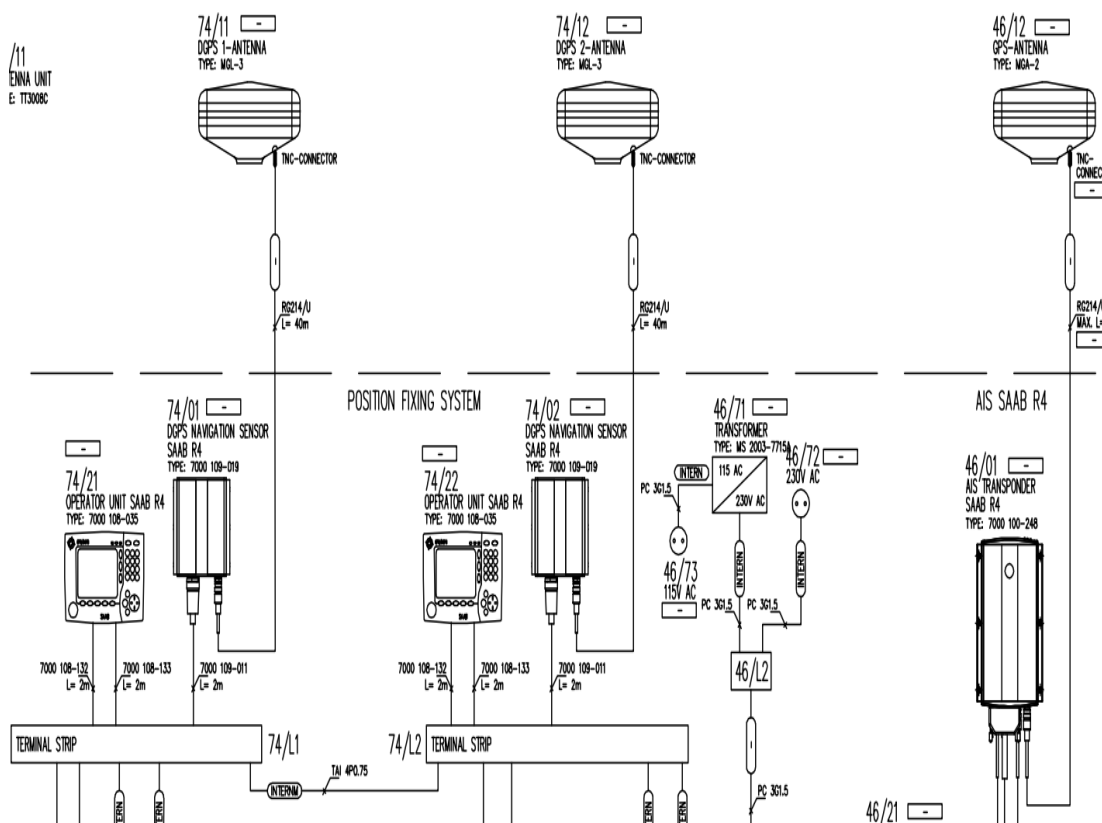 74/11
-
DGPS 1-ANTENNA
TYPE: MGL-3
74/12
-
DGPS 2-ANTENNA
TYPE: MGL-3
46/12
-
GPS-ANTENNA
TYPE: MGA-2
/11
ENNA UNIT
E: TT3008C
TNC-CONNECTOR
TNC-CONNECTOR
TNC-
CONNEC
-
RG214/U
L= 40m
RG214/U
L= 40m
RG214/U
MAX. L=
-
POSITION FIXING SYSTEM
AIS SAAB R4
74/01
-
DGPS NAVIGATION SENSOR
SAAB R4
TYPE: 7000 109-019
-
74/21
OPERATOR UNIT SAAB R4
TYPE: 7000 108-035
SAAB
74/02
-
DGPS NAVIGATION SENSOR
SAAB R4
TYPE: 7000 109-019
-
74/22
OPERATOR UNIT SAAB R4
TYPE: 7000 108-035
SAAB
46/71
-
TRANSFORMER
TYPE: MS 2003-7715A
115 AC
230V AC
46/72
-
230V AC
INTERN
PC 3G1.5
46/73
115V AC
-
INTERN
INTERN
PC 3G1.5
PC 3G1.5
46/L2
46/01
-
AIS TRANSPONDER
SAAB R4
TYPE: 7000 100-248
7000 108-132
L= 2m
7000 108-133
L= 2m
7000 109-011
L= 2m
7000 108-132
L= 2m
7000 108-133
L= 2m
7000 109-011
L= 2m
TERMINAL STRIP
74/L1
74/L2
TERMINAL STRIP
INTERNM
TAI 4P0.75
PC 3G1.5
46/21
-
ERN
ERN
ERN
ERN